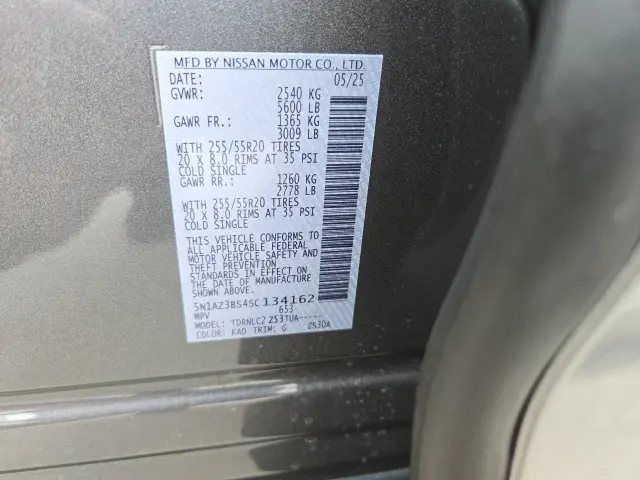 MFD BY NISSAN MOTOR CO., LTD.
DATE: 05/25
GVWR: 2540 KG
5600 LB
GAWR FR.: 1365 KG
3009 LB
WITH 255/55R20 TIRES
20 X 8.0 RIMS AT 35 PSI
COLD SINGLE
GAWR RR.: 1260 KG
2778 LB
WITH 255/55R20 TIRES
20 X 8.0 RIMS AT 35 PSI
COLD SINGLE
THIS VEHICLE CONFORMS TO
ALL APPLICABLE FEDERAL
MOTOR VEHICLE SAFETY AND
THEFT PREVENTION
STANDARDS IN EFFECT ON
THE DATE OF MANUFACTURE
5N1AZ3BS4SC134162
MPV 653
MODEL: TDRNLC2 Z53TUA-----
COLOR: KAD TRIM: G Z53DA